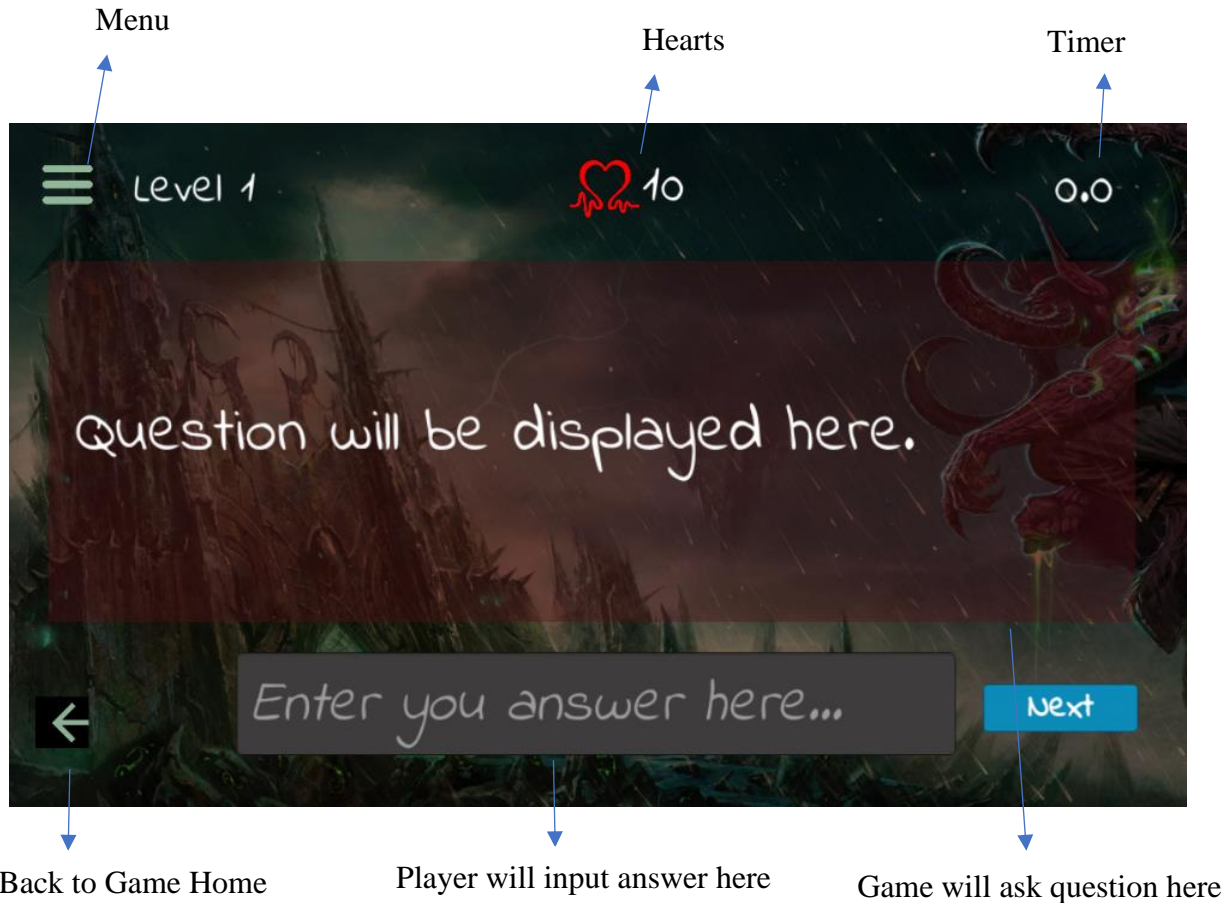 Menu
Hearts
Timer
Level 1
10
0.0
Question will be displayed here.
Enter you answer here...
Next
Back to Game Home
Player will input answer here
Game will ask question here